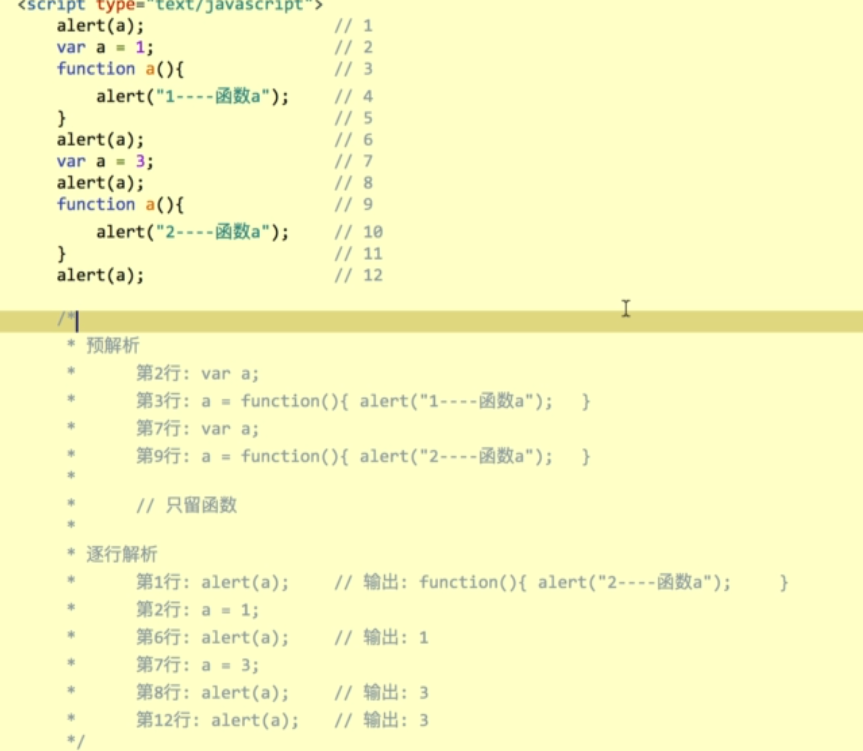 <script type="text/javascript">
alert(a); // 1
var a = 1; // 2
function a(){ // 3
alert("1----函数a"); // 4
} // 5
alert(a); // 6
var a = 3; // 7
alert(a); // 8
function a(){ // 9
alert("2----函数a"); // 10
} // 11
alert(a); // 12
/*
* 预解析
* 第2行: var a;
* 第3行: a = function(){ alert("1----函数a"); }
* 第7行: var a;
* 第9行: a = function(){ alert("2----函数a"); }
*
* // 只留函数
*
* 逐行解析
* 第1行: alert(a); // 输出: function(){ alert("2----函数a"); }
* 第2行: a = 1;
* 第6行: alert(a); // 输出: 1
* 第7行: a = 3;
* 第8行: alert(a); // 输出: 3
* 第12行: alert(a); // 输出: 3
*/